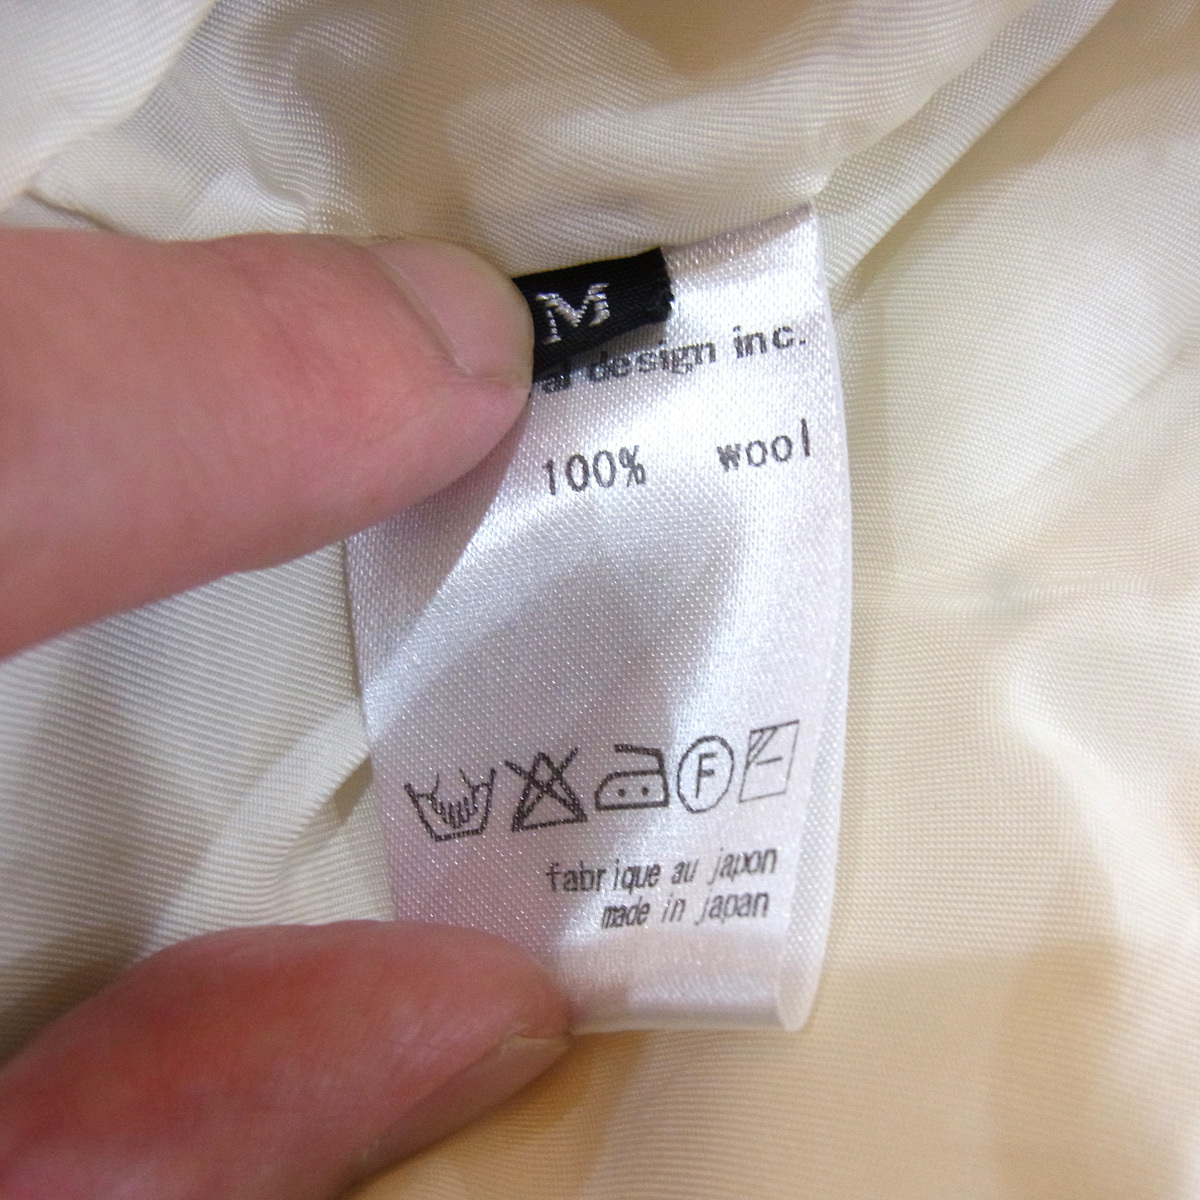 M
design inc.
100% wool
F
fabrique au japon
made in japan